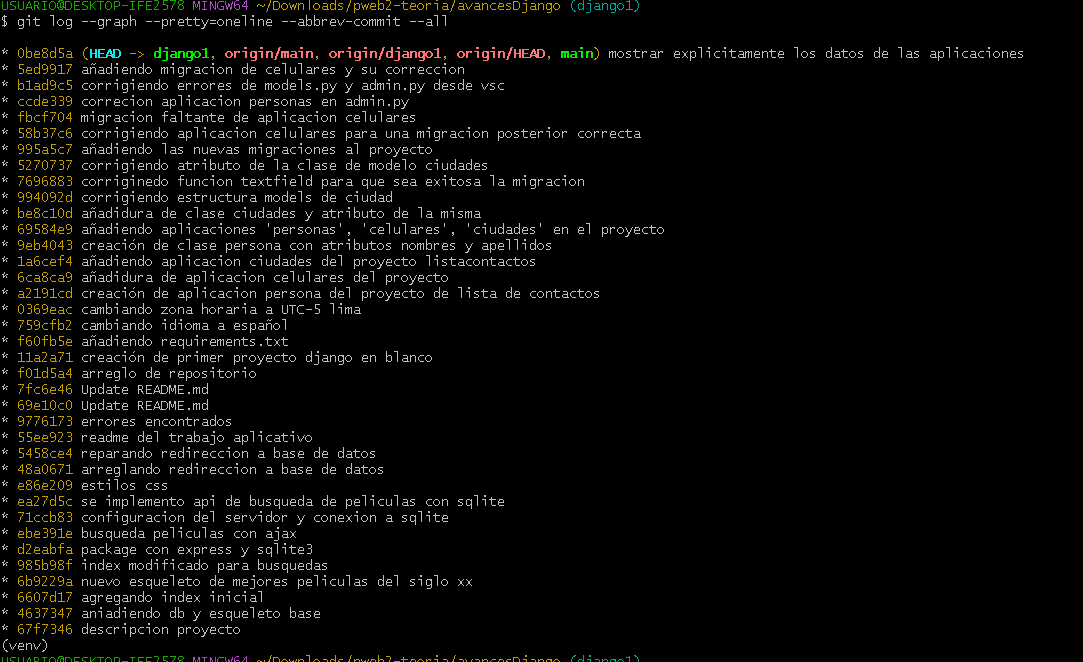 USUARIO@DESKTOP-IFE2578 MINGW64 ~/Downloads/pweb2-teoria/avancesDjango (django1)
$ git log --graph --pretty=oneline --abbrev-commit --all
* 0be8d5a (HEAD -> django1, origin/main, origin/django1, origin/HEAD, main) mostrar explicitamente los datos de las aplicaciones
* 5ed9917 añadiendo migracion de celulares y su correccion
* b1ad9c5 corrigiendo errores de models.py y admin.py desde vsc
* ccde339 correcion aplicacion personas en admin.py
* fbcf704 migracion faltante de aplicacion celulares
* 58b37c6 corrigiendo aplicacion celulares para una migracion posterior correcta
* 995a5c7 añadiendo las nuevas migraciones al proyecto
* 5270737 corrigiendo atributo de la clase de modelo ciudades
* 7696883 corriginedo funcion textfield para que sea exitosa la migracion
* 994092d corrigiendo estructura models de ciudad
* be8c10d añadidura de clase ciudades y atributo de la misma
* 69584e9 añadiendo aplicaciones 'personas', 'celulares', 'ciudades' en el proyecto
* 9eb4043 creación de clase persona con atributos nombres y apellidos
* 1a6cef4 añadiendo aplicacion ciudades del proyecto listacontactos
* 6ca8ca9 añadidura de aplicacion celulares del proyecto
* a2191cd creación de aplicacion persona del proyecto de lista de contactos
* 0369eac cambiando zona horaria a UTC-5 lima
* 759cfb2 cambiando idioma a español
* f60fb5e añadiendo requirements.txt
* 11a2a71 creación de primer proyecto django en blanco
* f01d5a4 arreglo de repositorio
* 7fc6e46 Update README.md
* 69e10c0 Update README.md
* 9776173 errores encontrados
* 55ee923 readme del trabajo aplicativo
* 5458ce4 reparando redireccion a base de datos
* 48a0671 arreglando redireccion a base de datos
* e86e209 estilos css
* ea27d5c se implemento api de busqueda de peliculas con sqlite
* 71ccb83 configuracion del servidor y conexion a sqlite
* ebe391e busqueda peliculas con ajax
* d2eabfa package con express y sqlite3
* 985b98f index modificado para busquedas
* 6b9229a nuevo esqueleto de mejores peliculas del siglo xx
* 6607d17 agregando index inicial
* 4637347 aniadiendo db y esqueleto base
* 67f7346 descripcion proyecto
(venv)
USUARIO@DESKTOP-IFE2578 MINGW64 ~/Downloads/pweb2-teoria/avancesDjango (django1)